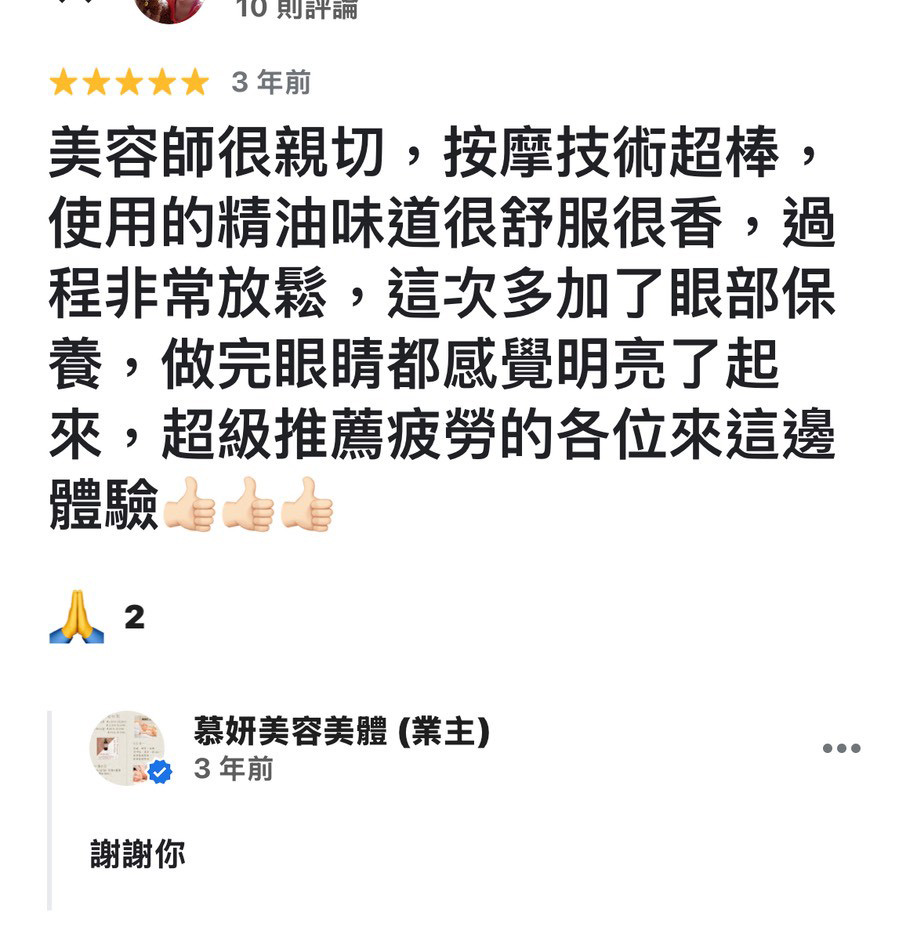 10 則評論
★★★★★ 3 年前
美容師很親切，按摩技術超棒，
使用的精油味道很舒服很香，過
程非常放鬆，這次多加了眼部保
養，做完眼睛都感覺明亮了起
來，超級推薦疲勞的各位來這邊
體驗👍🏻👍🏻👍🏻
🙏 2
慕妍美容美體 (業主)
3 年前
謝謝你